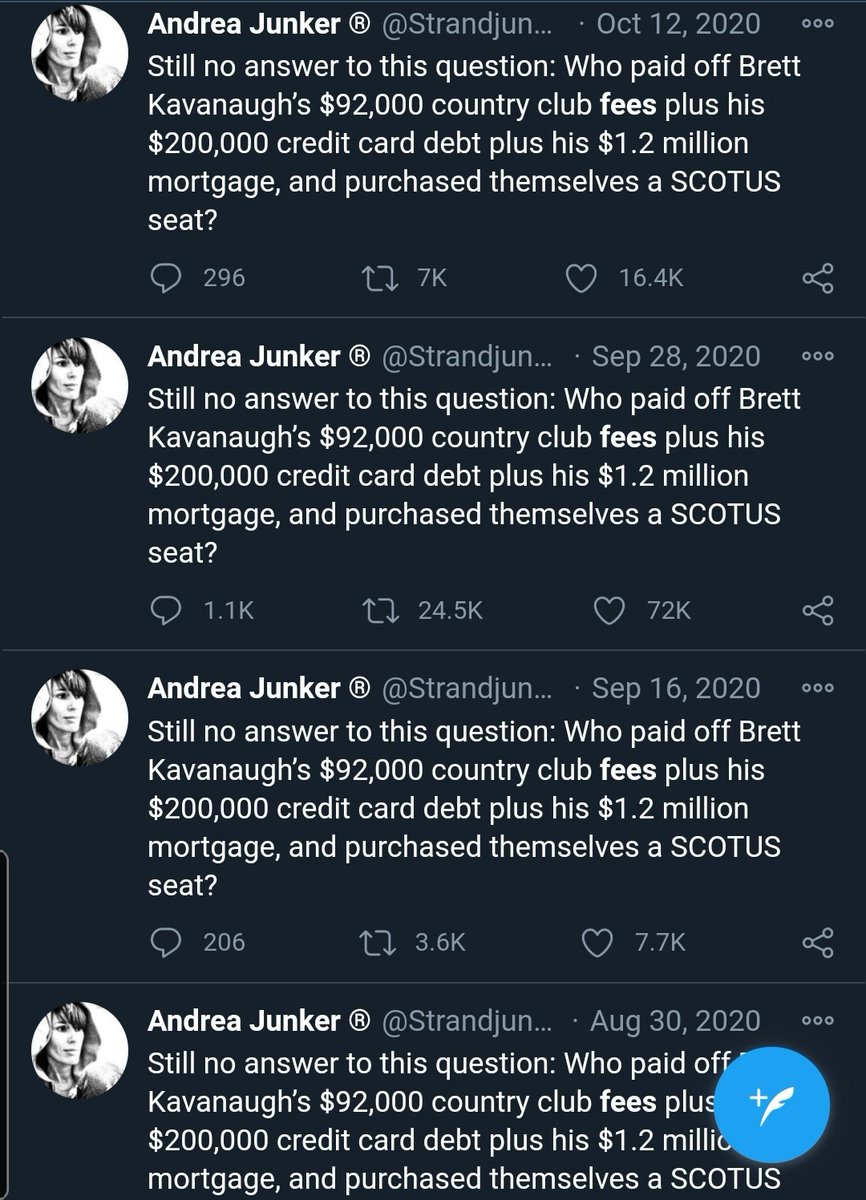 Andrea Junker ® @Strandjun... · Oct 12, 2020
Still no answer to this question: Who paid off Brett
Kavanaugh’s $92,000 country club fees plus his
$200,000 credit card debt plus his $1.2 million
mortgage, and purchased themselves a SCOTUS
seat?
296 7K 16.4K
Andrea Junker ® @Strandjun... · Sep 28, 2020
Still no answer to this question: Who paid off Brett
Kavanaugh’s $92,000 country club fees plus his
$200,000 credit card debt plus his $1.2 million
mortgage, and purchased themselves a SCOTUS
seat?
1.1K 24.5K 72K
Andrea Junker ® @Strandjun... · Sep 16, 2020
Still no answer to this question: Who paid off Brett
Kavanaugh’s $92,000 country club fees plus his
$200,000 credit card debt plus his $1.2 million
mortgage, and purchased themselves a SCOTUS
seat?
206 3.6K 7.7K
Andrea Junker ® @Strandjun... · Aug 30, 2020
Still no answer to this question: Who paid off
Kavanaugh’s $92,000 country club fees plus
$200,000 credit card debt plus his $1.2
mortgage, and purchased themselves a SCOTUS